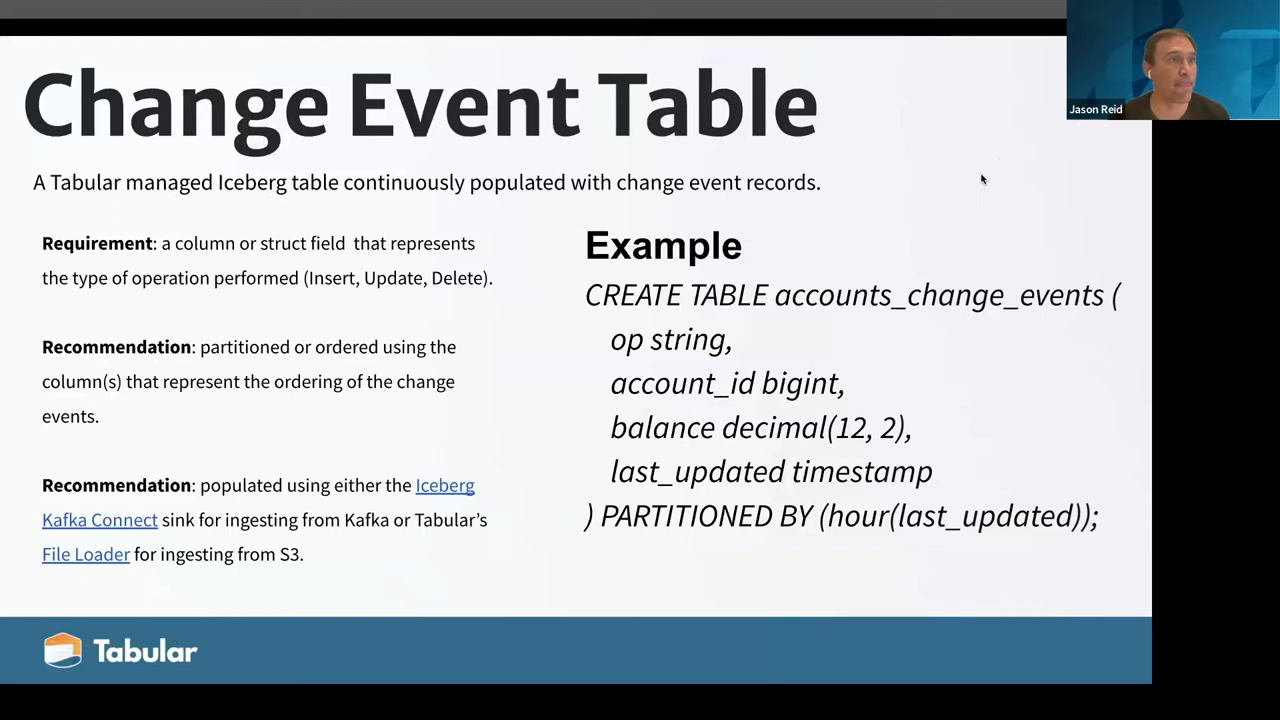 Change Event Table
Jason Reid
A Tabular managed Iceberg table continuously populated with change event records.
Requirement: a column or struct field  that represents
the type of operation performed (Insert, Update, Delete).
Recommendation: partitioned or ordered using the
column(s) that represent the ordering of the change
events.
Recommendation: populated using either the Iceberg
Kafka Connect sink for ingesting from Kafka or Tabular’s
File Loader for ingesting from S3.
Example
CREATE TABLE accounts_change_events (
op string,
account_id bigint,
balance decimal(12, 2),
last_updated timestamp
) PARTITIONED BY (hour(last_updated));
Tabular